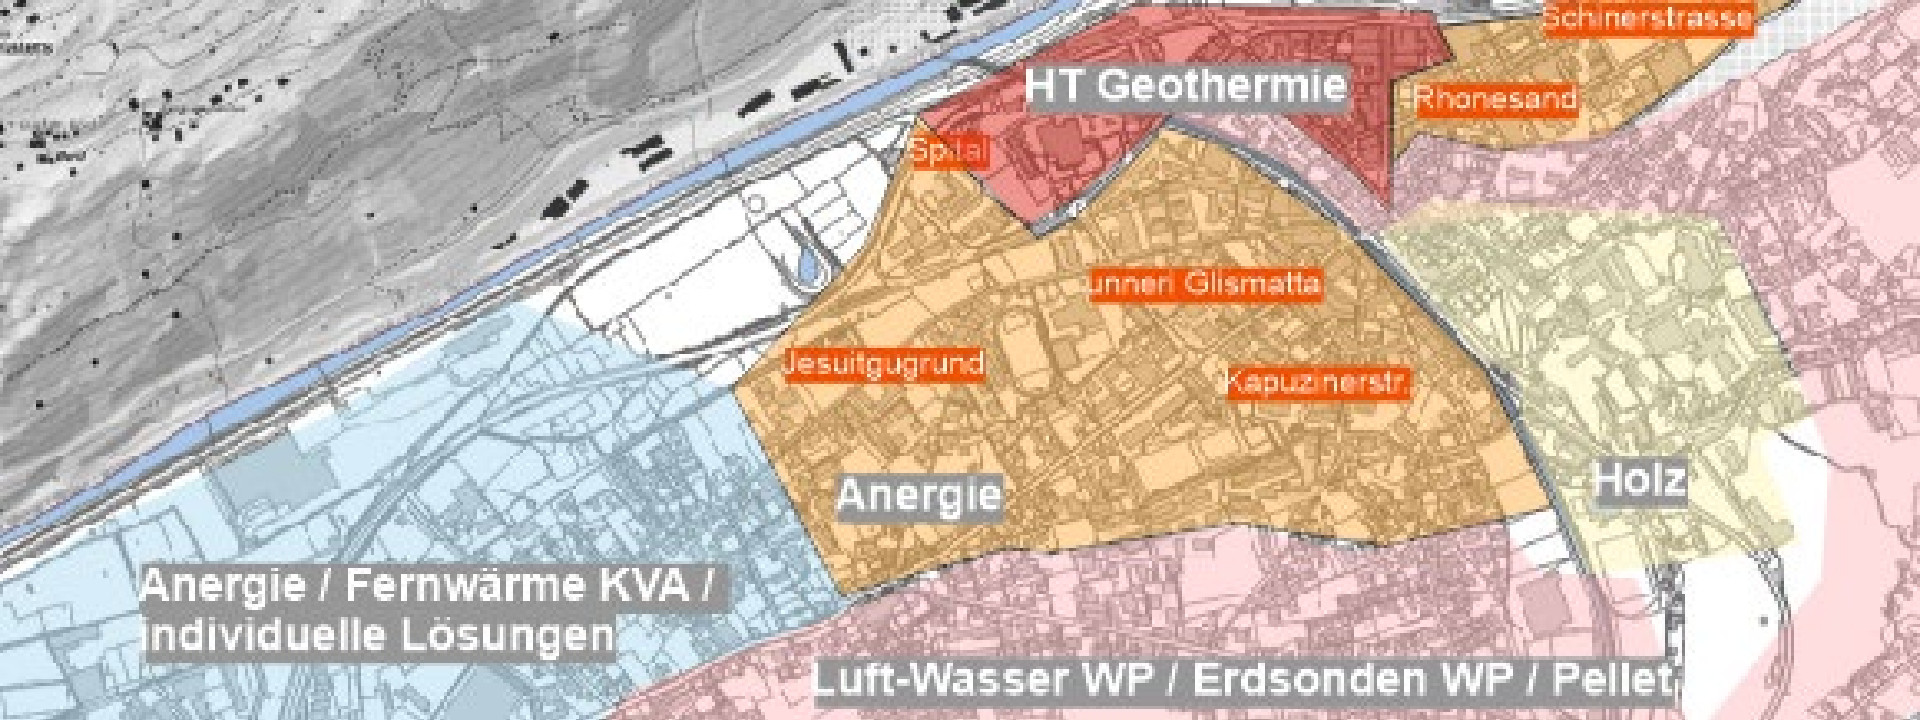 Schinerstrasse
HT Geothermie
Rhonesand
Spital
unneri Glismatta
Jesuitgugrund
Kapuzinerstr.
Anergie
Holz
Anergie / Fernwärme KVA /
individuelle Lösungen
Luft-Wasser WP / Erdsonden WP / Pellet